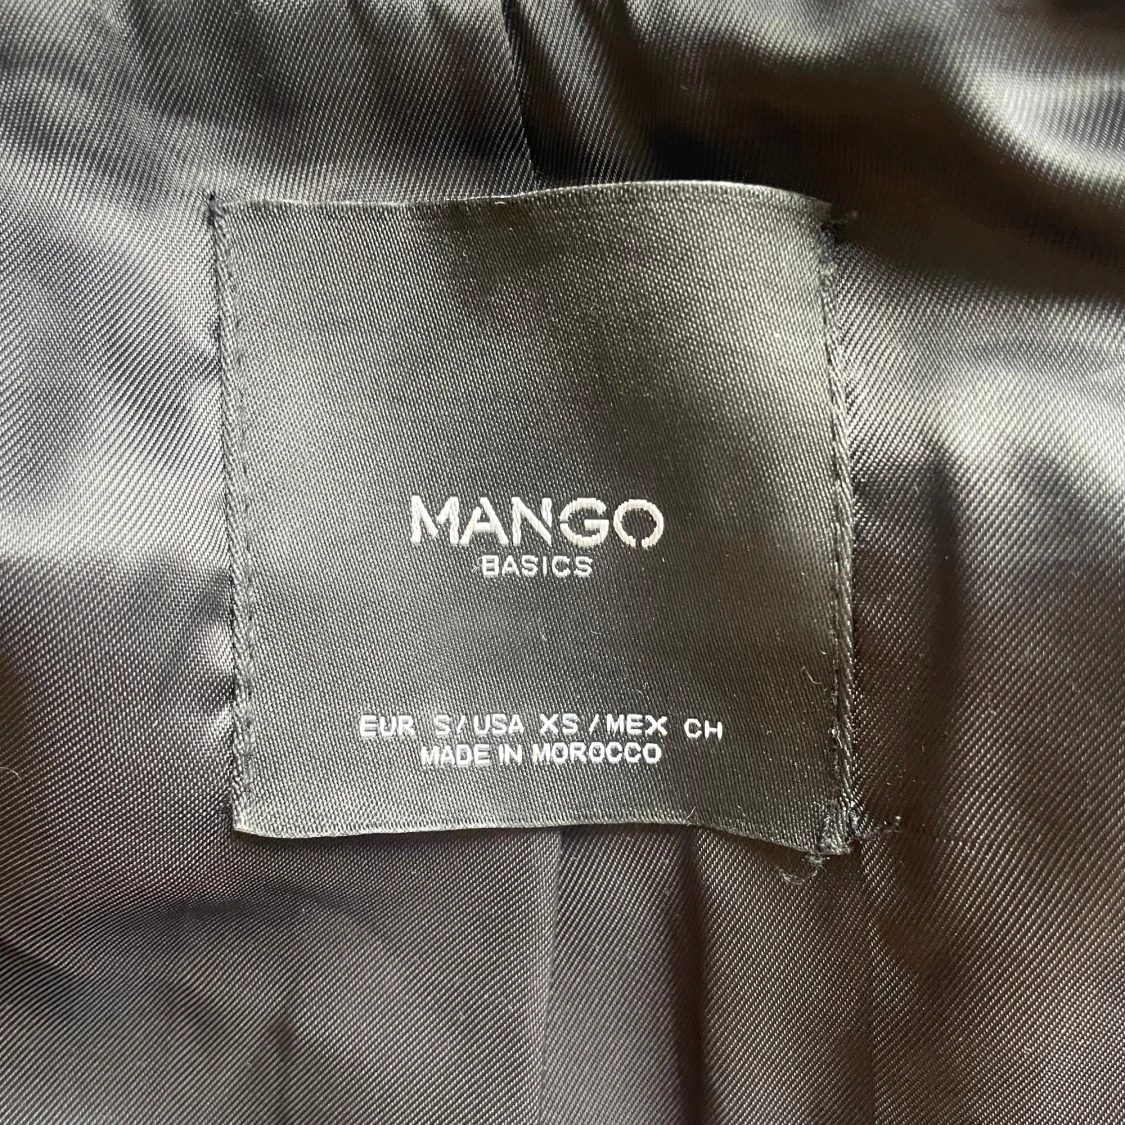 MANGO
BASICS
EUR S/USA XS/MEX CH
MADE IN MOROCCO